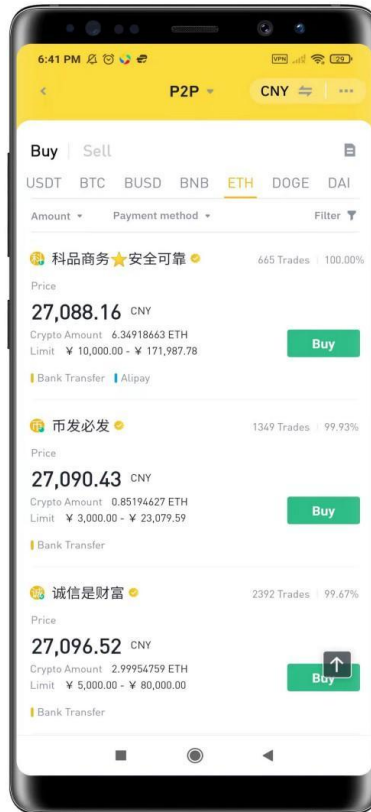 6:41 PM VPN 29
P2P CNY
Buy Sell
USDT BTC BUSD BNB ETH DOGE DAI
Amount Payment method Filter
科品商务⭐安全可靠 665 Trades 100.00%
Price
27,088.16 CNY
Crypto Amount 6.34918663 ETH
Limit ¥ 10,000.00 - ¥ 171,987.78
Buy
Bank Transfer Alipay
币发必发 1349 Trades 99.93%
Price
27,090.43 CNY
Crypto Amount 0.85194627 ETH
Limit ¥ 3,000.00 - ¥ 23,079.59
Buy
Bank Transfer
诚信是财富 2392 Trades 99.67%
Price
27,096.52 CNY
Crypto Amount 2.99954759 ETH
Limit ¥ 5,000.00 - ¥ 80,000.00
Buy
Bank Transfer